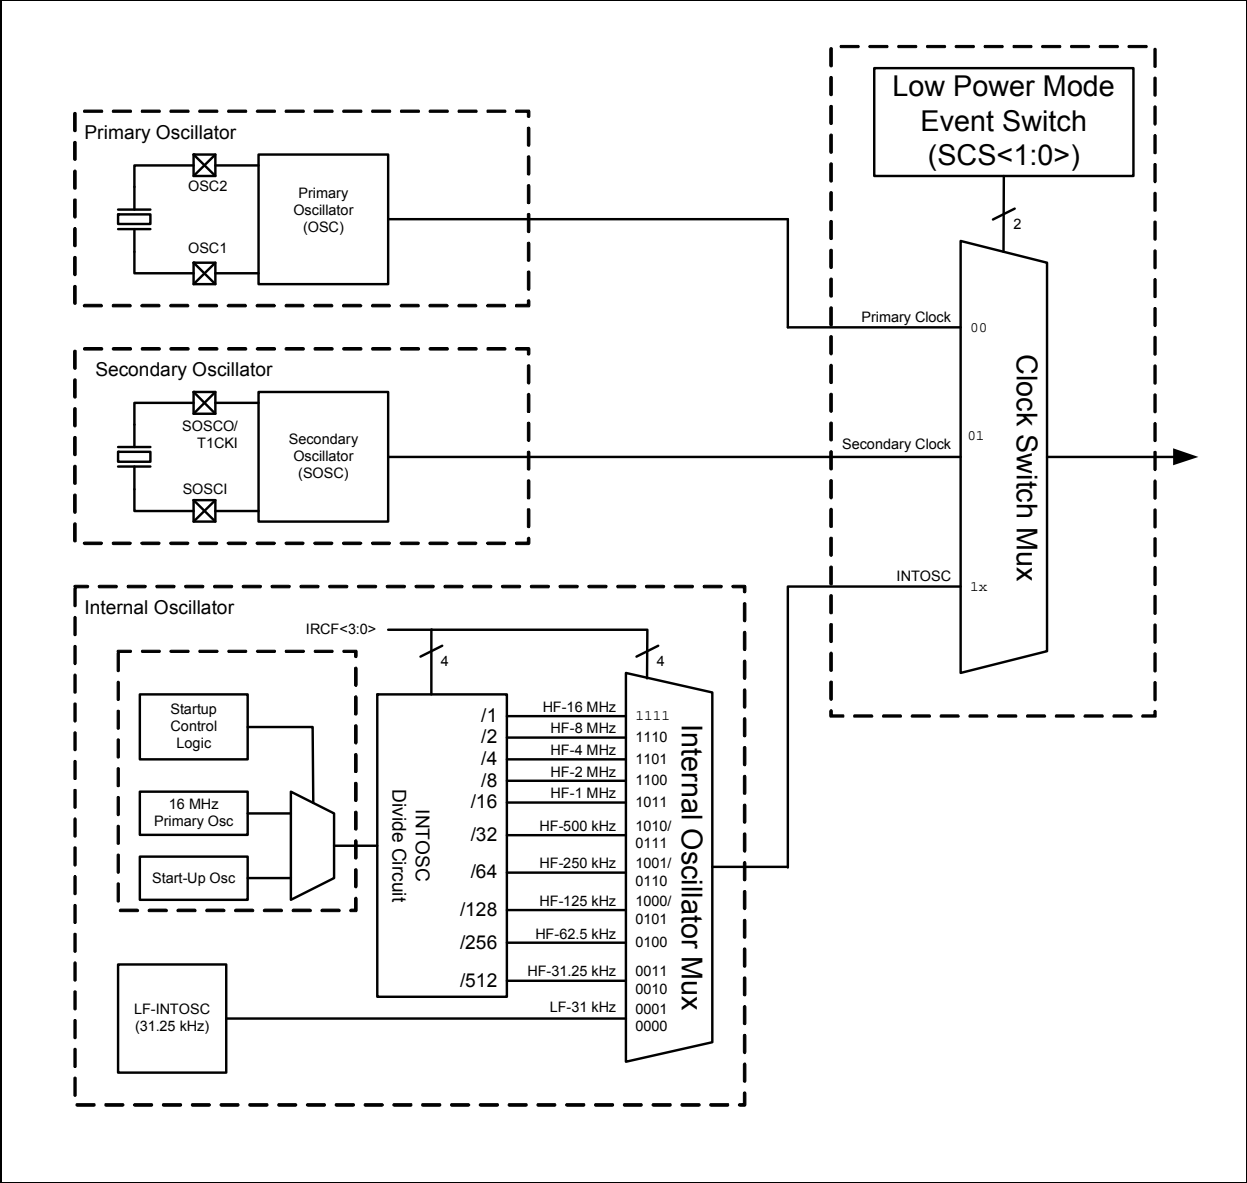 Low Power Mode
Event Switch
(SCS<1:0>)
2
Primary Oscillator
OSC2
OSC1
Primary
Oscillator
(OSC)
Primary Clock
00
Secondary Oscillator
SOSCO/
T1CKI
SOSCI
Secondary
Oscillator
(SOSC)
Secondary Clock
01
INTOSC
1x
Clock Switch Mux
Internal Oscillator
IRCF<3:0>
4
4
Startup
Control
Logic
16 MHz
Primary Osc
Start-Up Osc
LF-INTOSC
(31.25 kHz)
INTOSC
Divide Circuit
/1
/2
/4
/8
/16
/32
/64
/128
/256
/512
HF-16 MHz
HF-8 MHz
HF-4 MHz
HF-2 MHz
HF-1 MHz
HF-500 kHz
HF-250 kHz
HF-125 kHz
HF-62.5 kHz
HF-31.25 kHz
LF-31 kHz
1111
1110
1101
1100
1011
1010/
0111
1001/
0110
1000/
0101
0100
0011
0010
0001
0000
Internal Oscillator Mux